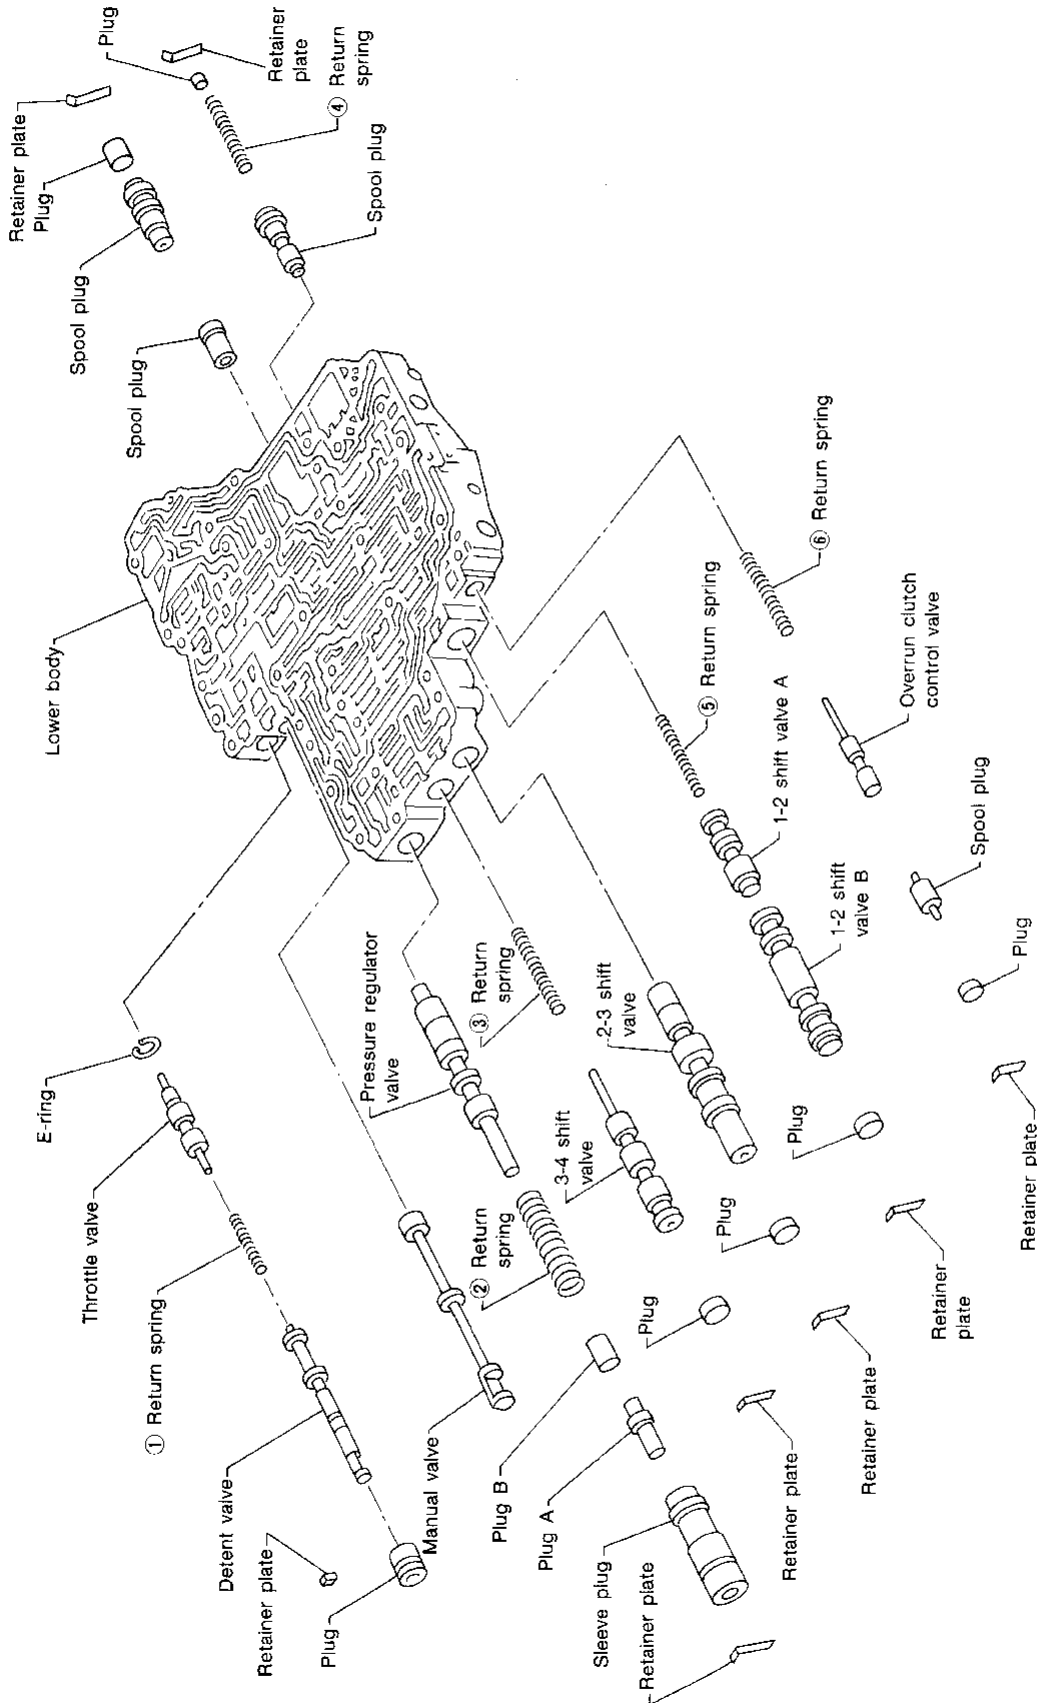 Retainer plate
Plug
Spool plug
Spool plug
Plug
Retainer
plate
④ Return
spring
Spool plug
Lower body
E-ring
Throttle valve
① Return spring
Detent valve
Retainer plate
Plug
Manual valve
Pressure regulator
valve
② Return
spring
③ Return
spring
3-4 shift
valve
2-3 shift
valve
⑤ Return spring
1-2 shift valve A
1-2 shift
valve B
⑥ Return spring
Overrun clutch
control valve
Spool plug
Plug
Retainer plate
Plug
Retainer
plate
Plug
Retainer plate
Plug
Retainer plate
Plug B
Plug A
Sleeve plug
Retainer plate